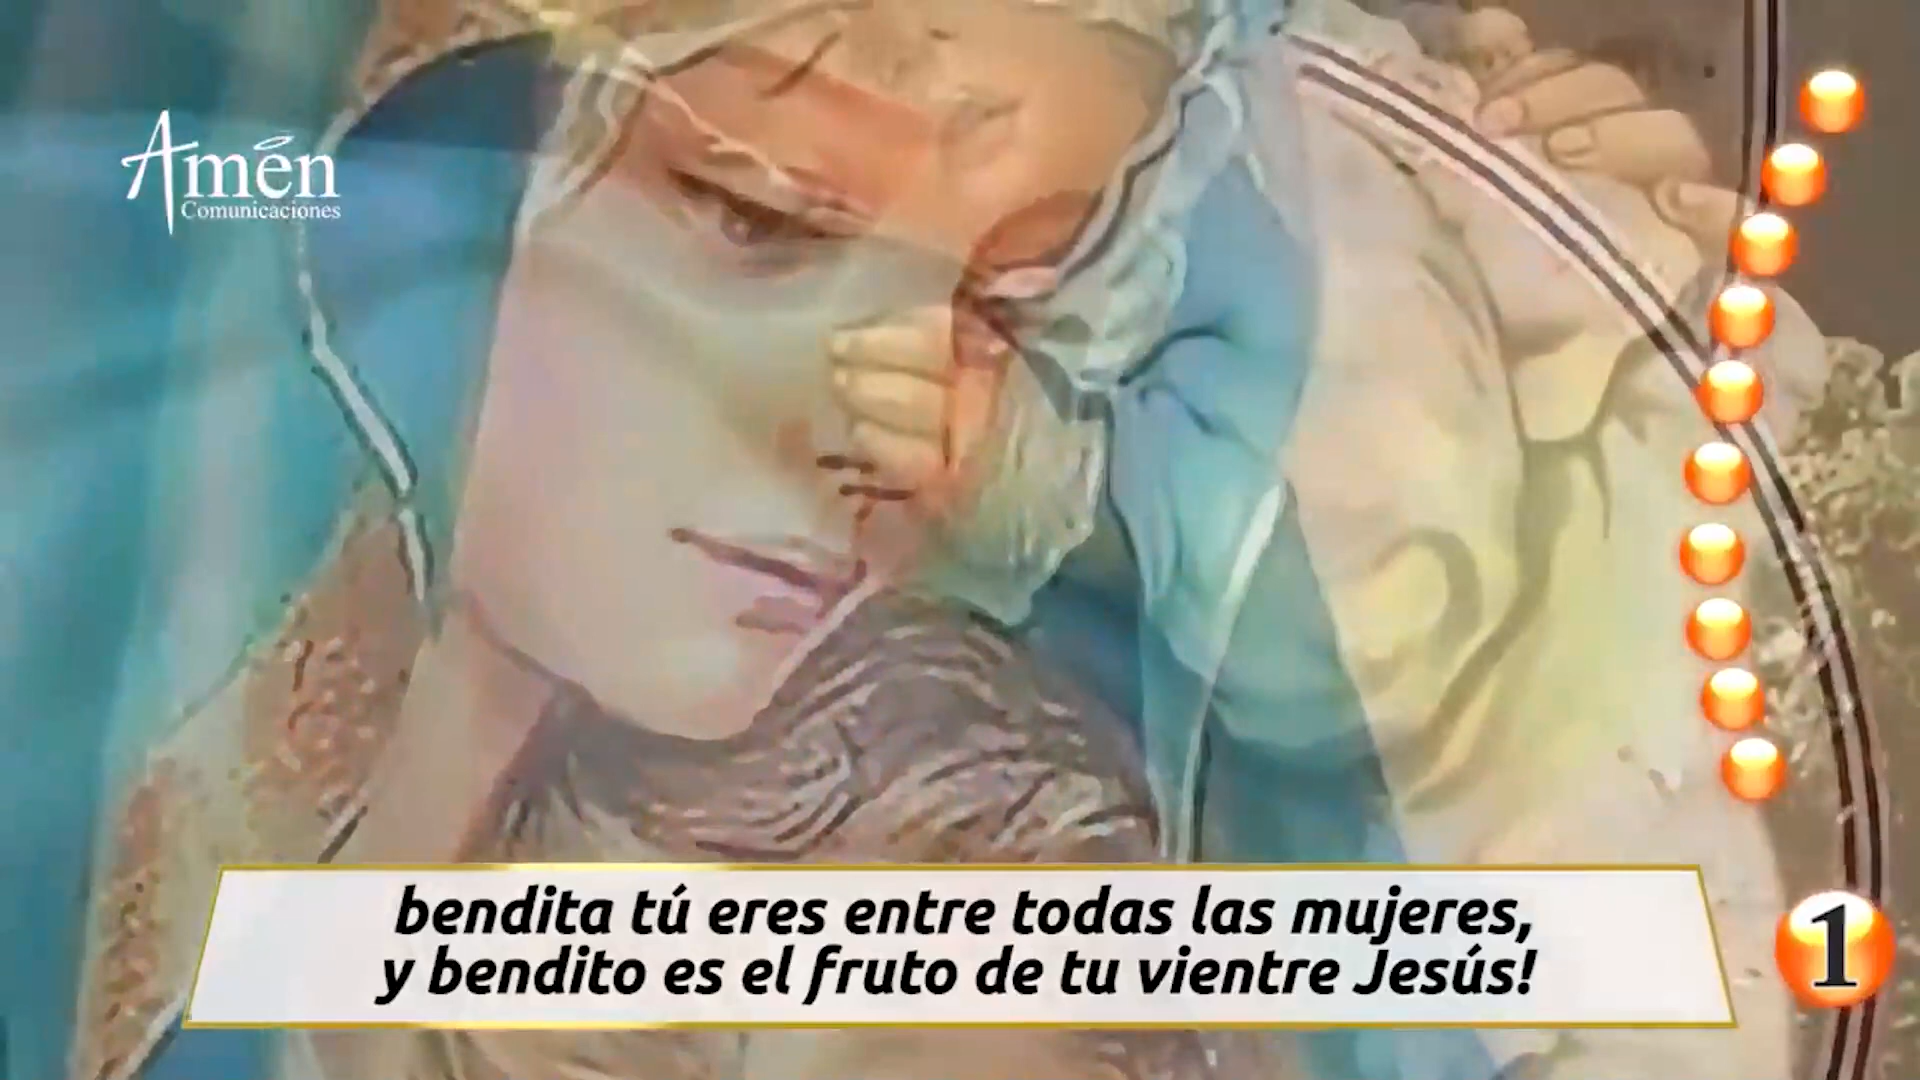 Amén
Comunicaciones
bendita tú eres entre todas las mujeres,
y bendito es el fruto de tu vientre Jesús!
1